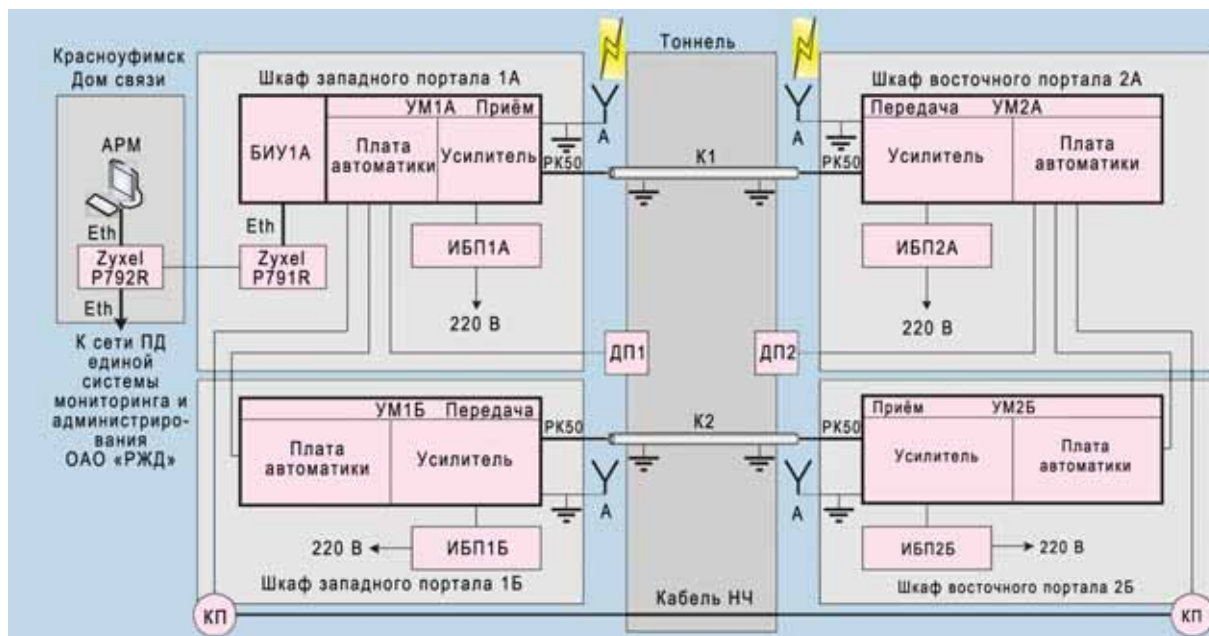 Красноуфимск
Дом связи
АРМ
Eth
Zyxel
P792R
Eth
К сети ПД
единой
системы
мониторинга и
администриро-
вания
ОАО «РЖД»
Шкаф западного портала 1А
УМ1А Приём
БИУ1А
Плата
автоматики
Усилитель
Eth
Zyxel
P791R
ИБП1А
220 В
РК50
А
Тоннель
К1
ДП1
ДП2
Шкаф восточного портала 2А
Передача УМ2А
Усилитель
Плата
автоматики
РК50
А
ИБП2А
220 В
УМ1Б Передача
Плата
автоматики
Усилитель
РК50
А
220 В
ИБП1Б
Шкаф западного портала 1Б
К2
Кабель НЧ
Приём УМ2Б
Усилитель
Плата
автоматики
РК50
А
ИБП2Б
220 В
Шкаф восточного портала 2Б
КП
КП